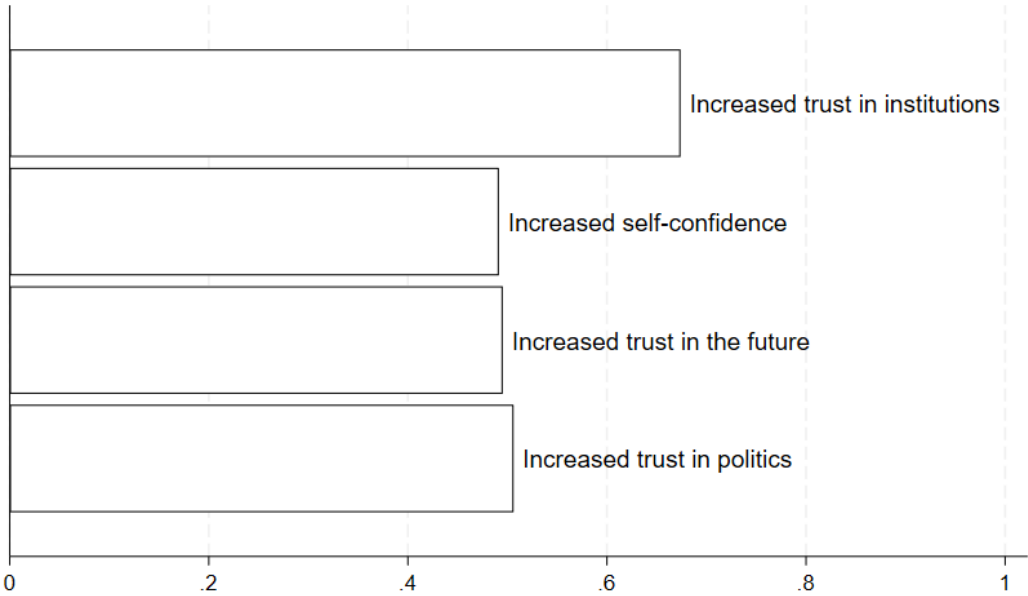 Increased trust in institutions
Increased self-confidence
Increased trust in the future
Increased trust in politics
0 .2 .4 .6 .8 1